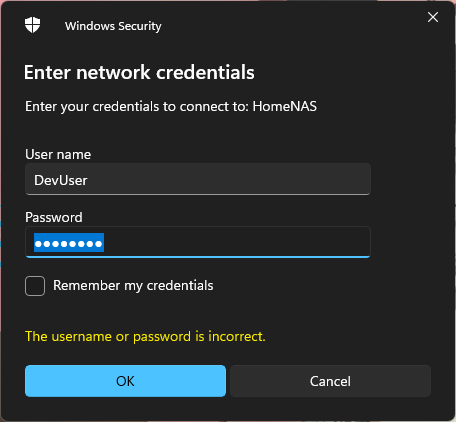 Windows Security
Enter network credentials
Enter your credentials to connect to: HomeNAS
User name
DevUser
Password
●●●●●●●●
Remember my credentials
The username or password is incorrect.
OK
Cancel